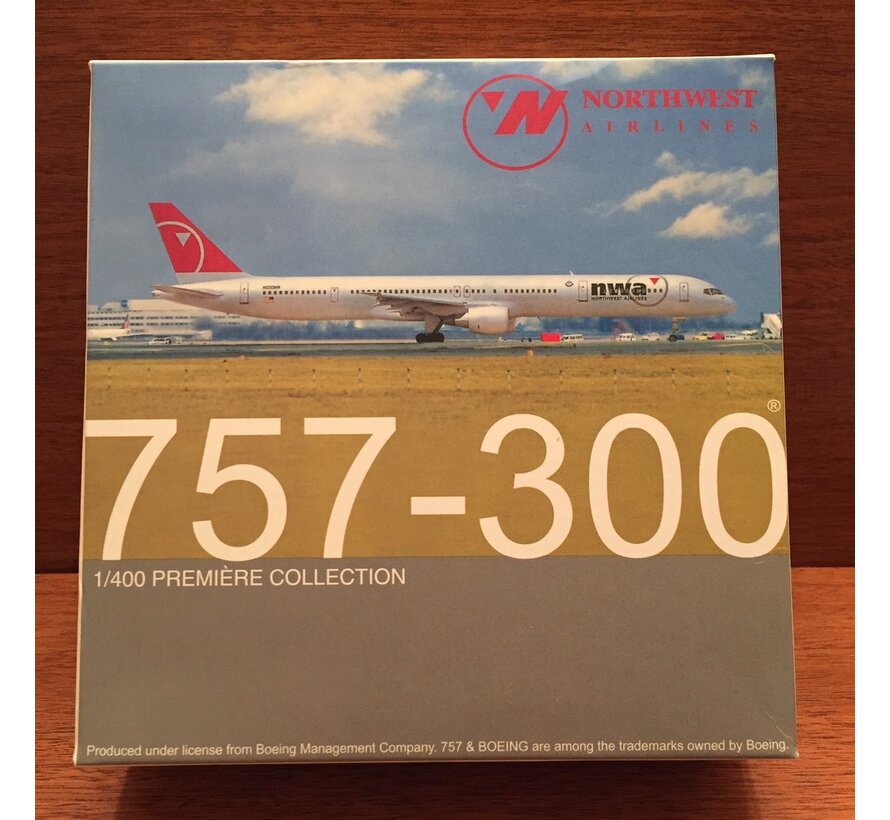 NORTHWEST
AIRLINES
nwa
NORTHWEST AIRLINES
757-300®
1/400 PREMIÈRE COLLECTION
Produced under license from Boeing Management Company. 757 & BOEING are among the trademarks owned by Boeing.